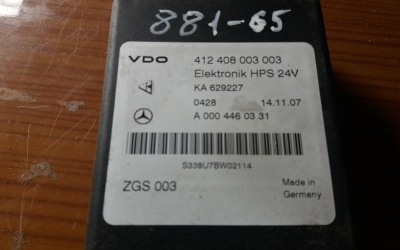 881-65
VDO 412 408 003 003
Elektronik HPS 24V
KA 629227
0428 14.11.07
A 000 446 03 31
S338U7BW02114
ZGS 003 Made in
Germany